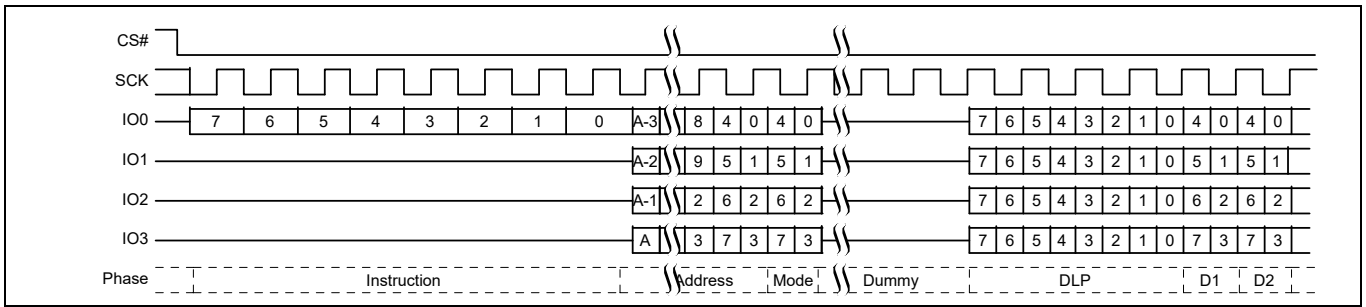 CS#
SCK
IO0 7 6 5 4 3 2 1 0 A-3 8 4 0 4 0 7 6 5 4 3 2 1 0 4 0 4 0
IO1 A-2 9 5 1 5 1 7 6 5 4 3 2 1 0 5 1 5 1
IO2 A-1 2 6 2 6 2 7 6 5 4 3 2 1 0 6 2 6 2
IO3 A 3 7 3 7 3 7 6 5 4 3 2 1 0 7 3 7 3
Phase Instruction Address Mode Dummy DLP D1 D2